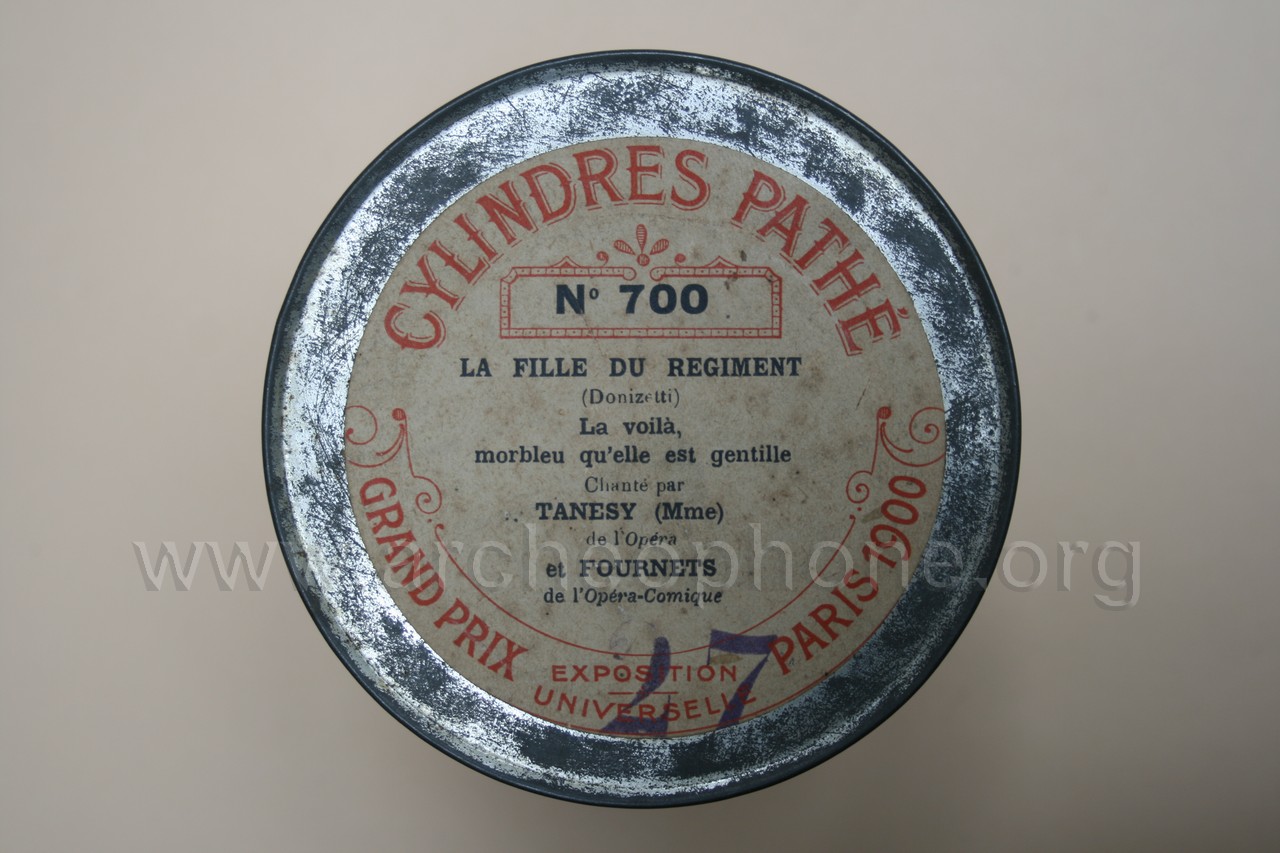 CYLINDRES PATHÉ
Nº 700
LA FILLE DU REGIMENT
(Donizetti)
La voilà,
morbleu qu'elle est gentille
Chanté par
TANESY (Mme)
de l'Opéra
et FOURNETS
de l'Opéra-Comique
GRAND PRIX
EXPOSITION
UNIVERSELLE
PARIS 1900
27
www.archeophone.org